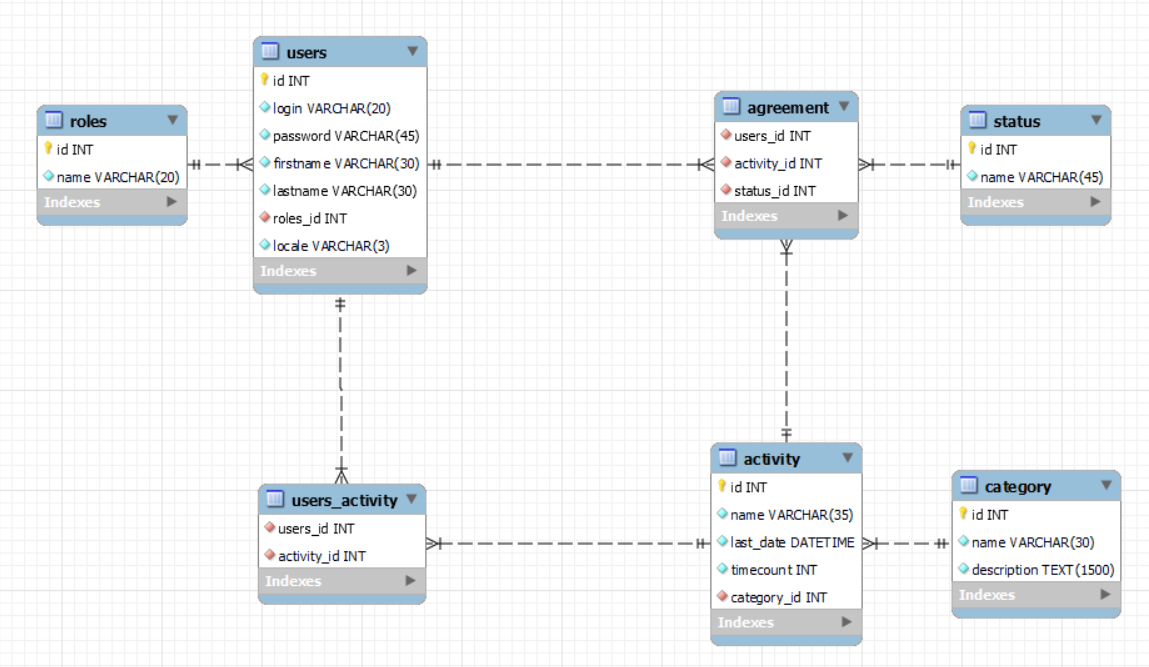 users
id INT
login VARCHAR(20)
password VARCHAR(45)
firstname VARCHAR(30)
lastname VARCHAR(30)
roles_id INT
locale VARCHAR(3)
Indexes
roles
id INT
name VARCHAR(20)
Indexes
agreement
users_id INT
activity_id INT
status_id INT
Indexes
status
id INT
name VARCHAR(45)
Indexes
users_activity
users_id INT
activity_id INT
Indexes
activity
id INT
name VARCHAR(35)
last_date DATETIME
timecount INT
category_id INT
Indexes
category
id INT
name VARCHAR(30)
description TEXT(1500)
Indexes